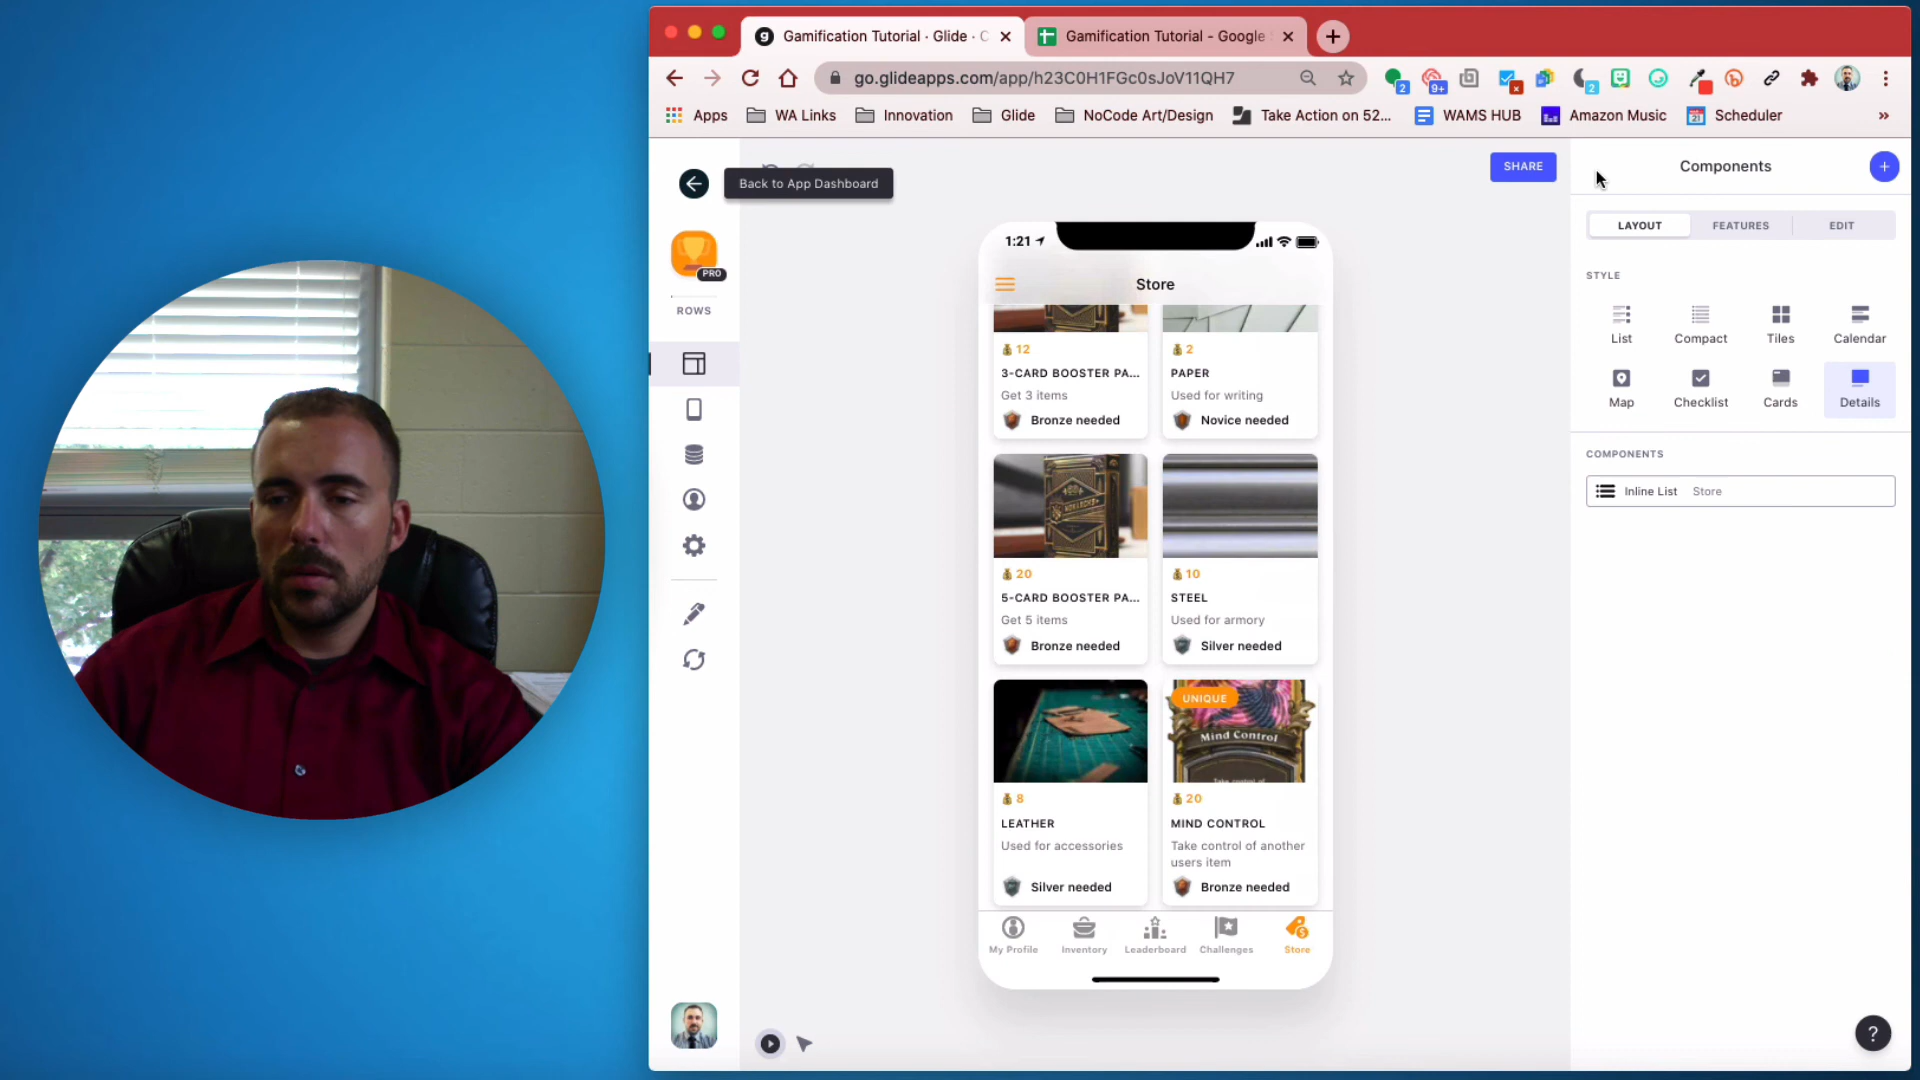 Gamification Tutorial · Glide · C
Gamification Tutorial - Google S
go.glideapps.com/app/h23C0H1FGc0sJoV11QH7
2
9+
2
Apps
WA Links
Innovation
Glide
NoCode Art/Design
Take Action on 52...
WAMS HUB
Amazon Music
Scheduler
»
Back to App Dashboard
SHARE
Components
PRO
ROWS
LAYOUT
FEATURES
EDIT
STYLE
List
Compact
Tiles
Calendar
Map
Checklist
Cards
Details
COMPONENTS
Inline List
Store
1:21
Store
12
3-CARD BOOSTER PA...
Get 3 items
Bronze needed
2
PAPER
Used for writing
Novice needed
20
5-CARD BOOSTER PA...
Get 5 items
Bronze needed
10
STEEL
Used for armory
Silver needed
8
LEATHER
Used for accessories
Silver needed
UNIQUE
Mind Control
20
MIND CONTROL
Take control of another
users item
Bronze needed
My Profile
Inventory
Leaderboard
Challenges
Store
?